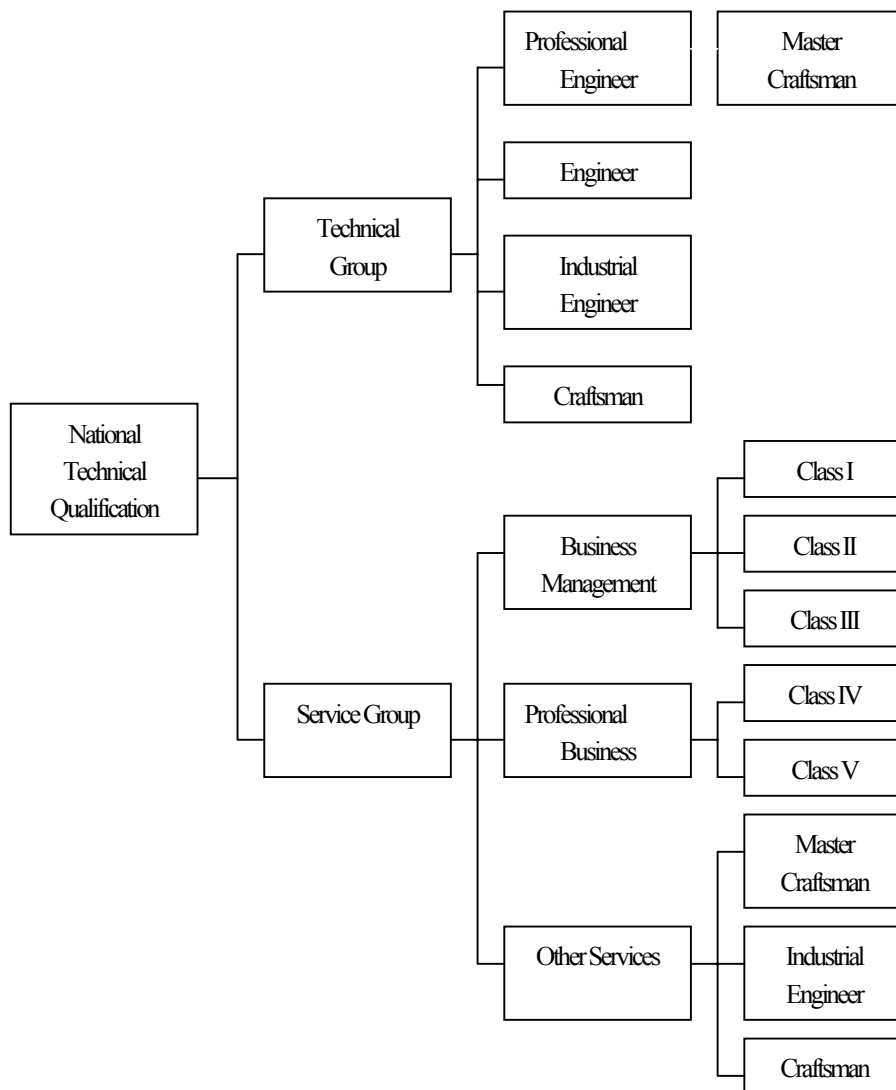 Professional
Engineer
Master
Craftsman
Engineer
Technical
Group
Industrial
Engineer
Craftsman
National
Technical
Qualification
Class I
Business
Management
Class II
Class III
Service Group
Professional
Business
Class IV
Class V
Master
Craftsman
Other Services
Industrial
Engineer
Craftsman